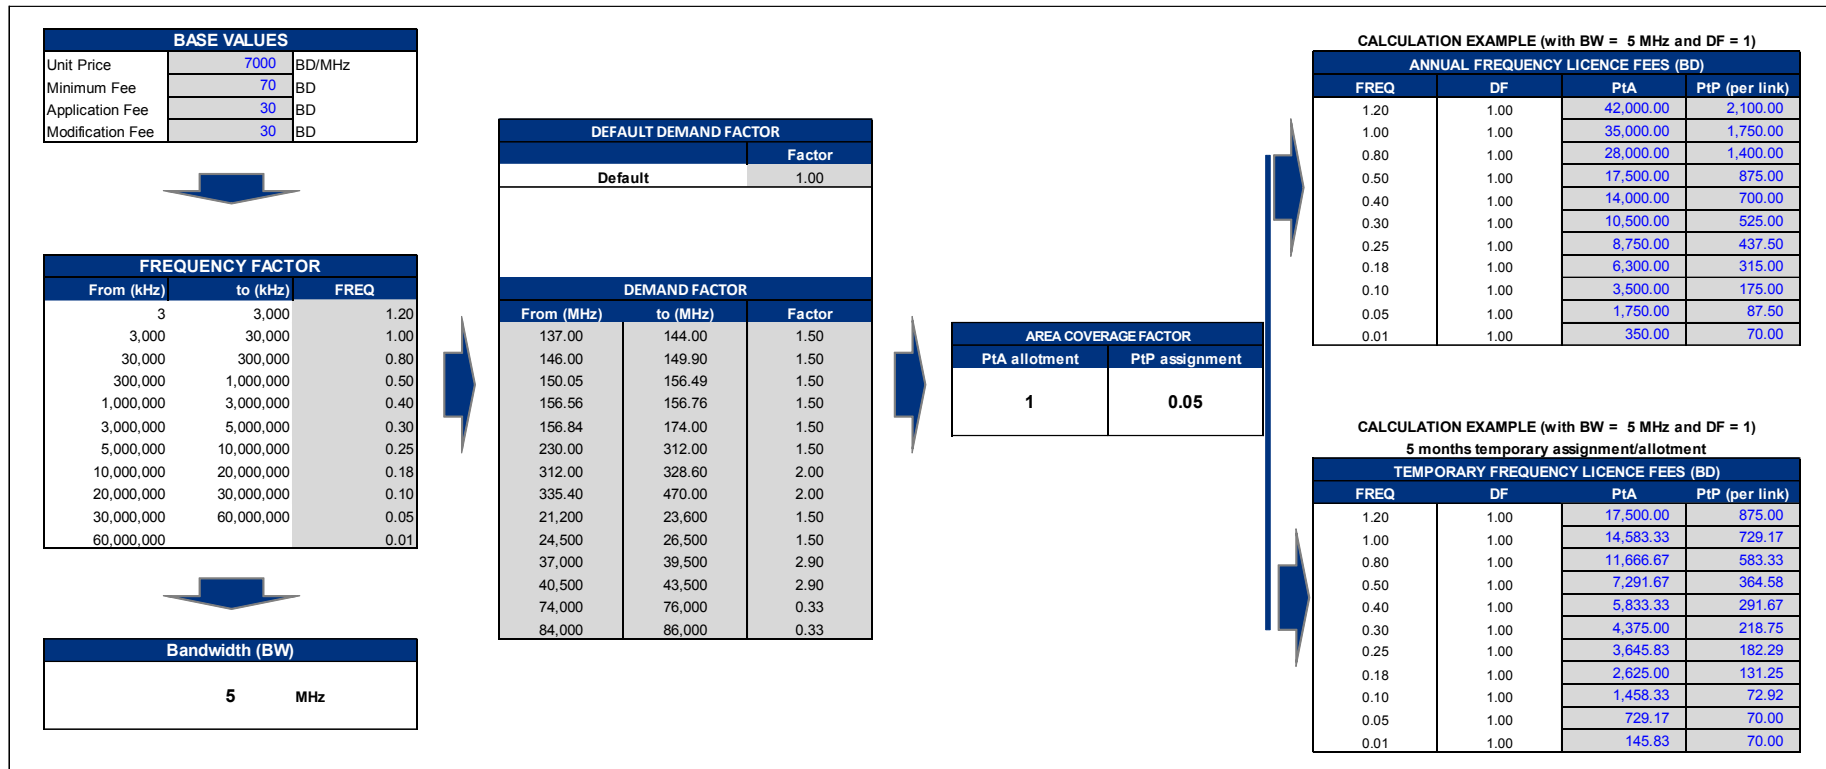 BASE VALUES
Unit Price 7000 BD/MHz
Minimum Fee 70 BD
Application Fee 30 BD
Modification Fee 30 BD
FREQUENCY FACTOR
From (kHz) to (kHz) FREQ
3 3,000 1.20
3,000 30,000 1.00
30,000 300,000 0.80
300,000 1,000,000 0.50
1,000,000 3,000,000 0.40
3,000,000 5,000,000 0.30
5,000,000 10,000,000 0.25
10,000,000 20,000,000 0.18
20,000,000 30,000,000 0.10
30,000,000 60,000,000 0.05
60,000,000 0.01
Bandwidth (BW)
5 MHz
DEFAULT DEMAND FACTOR
Factor
Default 1.00
DEMAND FACTOR
From (MHz) to (MHz) Factor
137.00 144.00 1.50
146.00 149.90 1.50
150.05 156.49 1.50
156.56 156.76 1.50
156.84 174.00 1.50
230.00 312.00 1.50
312.00 328.60 2.00
335.40 470.00 2.00
21,200 23,600 1.50
24,500 26,500 1.50
37,000 39,500 2.90
40,500 43,500 2.90
74,000 76,000 0.33
84,000 86,000 0.33
AREA COVERAGE FACTOR
PtA allotment PtP assignment
1 0.05
CALCULATION EXAMPLE (with BW = 5 MHz and DF = 1)
ANNUAL FREQUENCY LICENCE FEES (BD)
FREQ DF PtA PtP (per link)
1.20 1.00 42,000.00 2,100.00
1.00 1.00 35,000.00 1,750.00
0.80 1.00 28,000.00 1,400.00
0.50 1.00 17,500.00 875.00
0.40 1.00 14,000.00 700.00
0.30 1.00 10,500.00 525.00
0.25 1.00 8,750.00 437.50
0.18 1.00 6,300.00 315.00
0.10 1.00 3,500.00 175.00
0.05 1.00 1,750.00 87.50
0.01 1.00 350.00 70.00
CALCULATION EXAMPLE (with BW = 5 MHz and DF = 1)
5 months temporary assignment/allotment
TEMPORARY FREQUENCY LICENCE FEES (BD)
FREQ DF PtA PtP (per link)
1.20 1.00 17,500.00 875.00
1.00 1.00 14,583.33 729.17
0.80 1.00 11,666.67 583.33
0.50 1.00 7,291.67 364.58
0.40 1.00 5,833.33 291.67
0.30 1.00 4,375.00 218.75
0.25 1.00 3,645.83 182.29
0.18 1.00 2,625.00 131.25
0.10 1.00 1,458.33 72.92
0.05 1.00 729.17 70.00
0.01 1.00 145.83 70.00